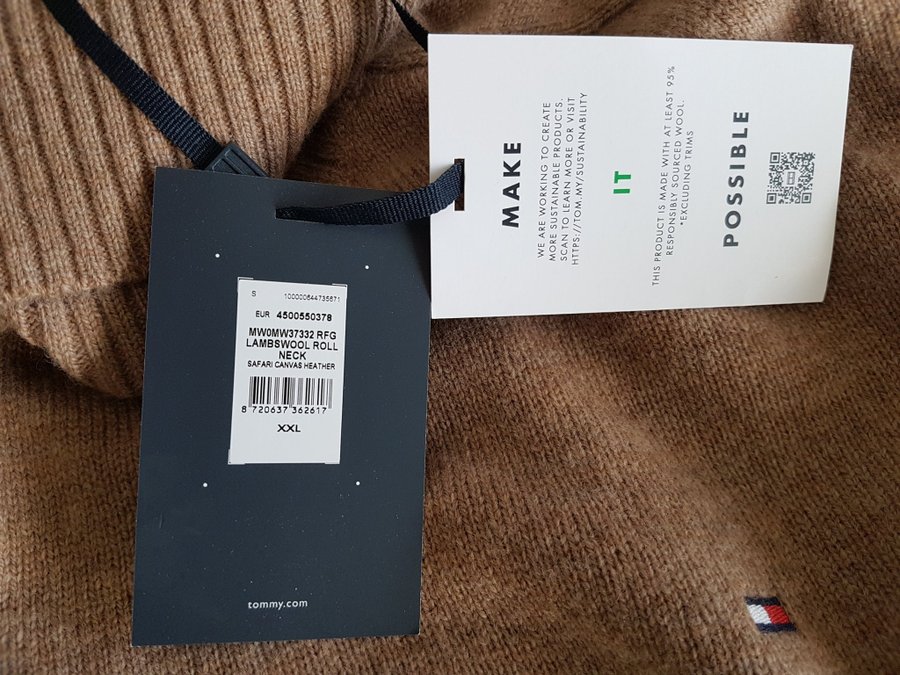 S 100000644735671
EUR 4500550378
MW0MW37332 RFG
LAMBSWOOL ROLL
NECK
SAFARI CANVAS HEATHER
8 720637 362617
XXL
tommy.com
MAKE
WE ARE WORKING TO CREATE
MORE SUSTAINABLE PRODUCTS.
SCAN TO LEARN MORE OR VISIT
HTTPS://TOM.MY/SUSTAINABILITY
IT
THIS PRODUCT IS MADE WITH AT LEAST 95%
RESPONSIBLY SOURCED WOOL.
*EXCLUDING TRIMS
POSSIBLE